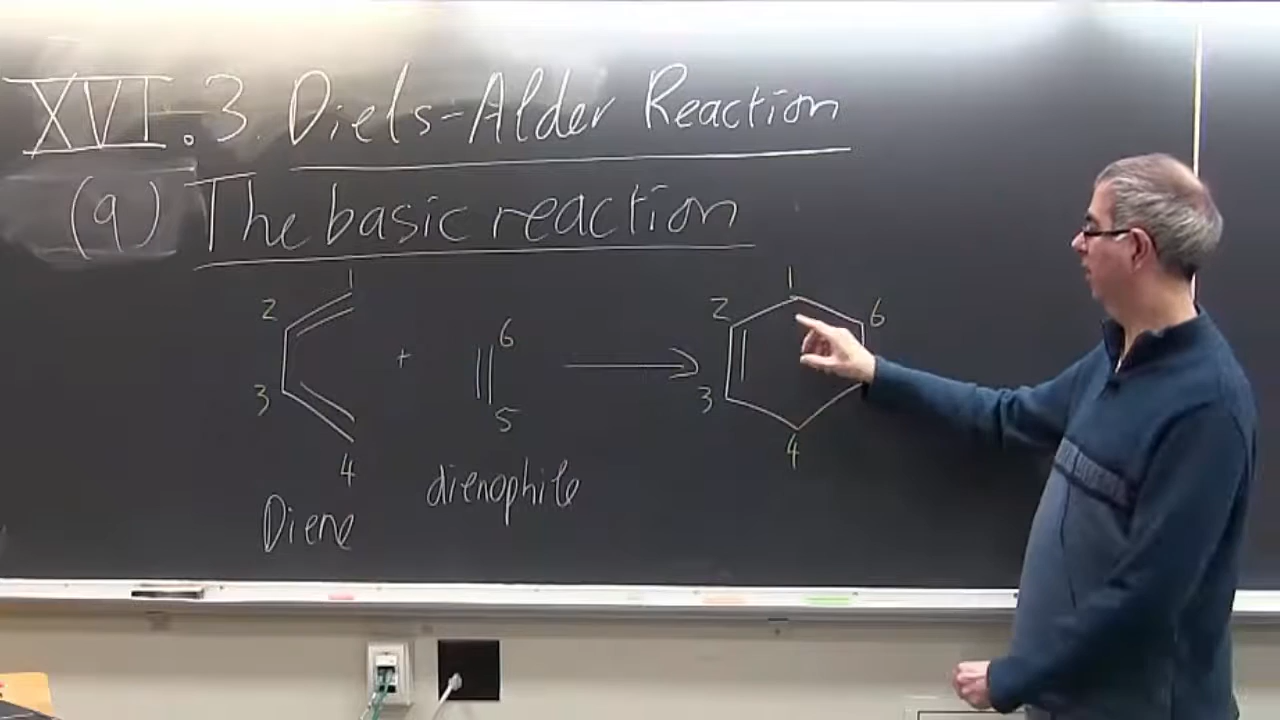 XVI.3. Diels-Alder Reaction
(a) The basic reaction
1 1
2 2 6
6
+
3 5 3
4 4
dienophile
Diene